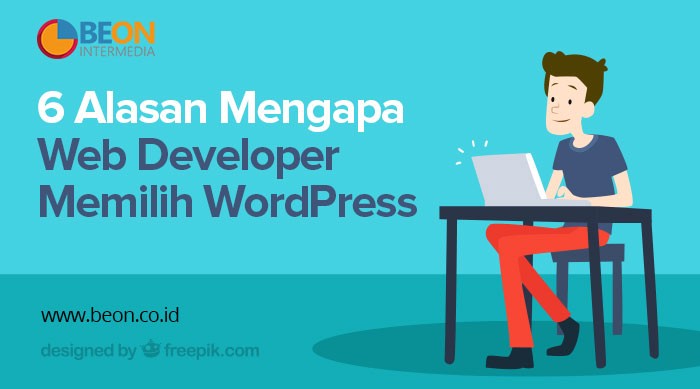 BEON
INTERMEDIA
6 Alasan Mengapa
Web Developer
Memilih WordPress
www.beon.co.id
designed by freepik.com